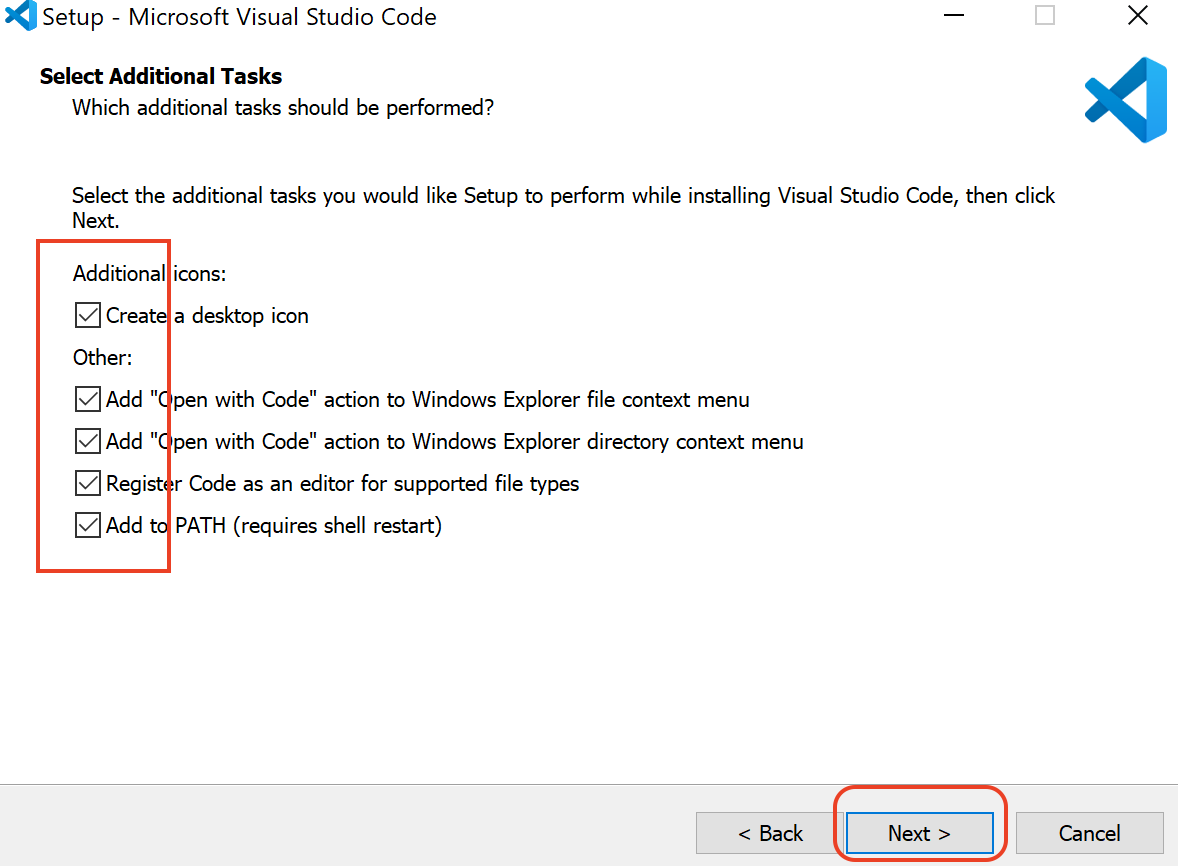 Setup - Microsoft Visual Studio Code
Select Additional Tasks
Which additional tasks should be performed?
Select the additional tasks you would like Setup to perform while installing Visual Studio Code, then click
Next.
Additional icons:
Create a desktop icon
Other:
Add "Open with Code" action to Windows Explorer file context menu
Add "Open with Code" action to Windows Explorer directory context menu
Register Code as an editor for supported file types
Add to PATH (requires shell restart)
< Back Next > Cancel